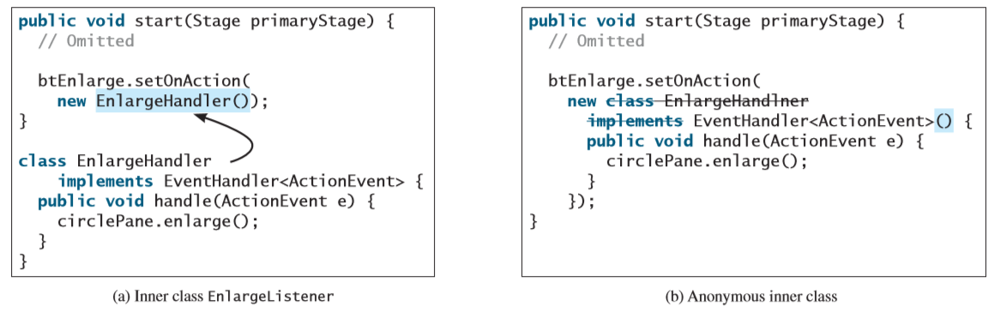 public void start(Stage primaryStage) {
// Omitted
btEnlarge.setOnAction(
new EnlargeHandler());
}
class EnlargeHandler
implements EventHandler<ActionEvent> {
public void handle(ActionEvent e) {
circlePane.enlarge();
}
}
(a) Inner class EnlargeListener
public void start(Stage primaryStage) {
// Omitted
btEnlarge.setOnAction(
new class EnlargeHandlner
implements EventHandler<ActionEvent>() {
public void handle(ActionEvent e) {
circlePane.enlarge();
}
});
}
(b) Anonymous inner class